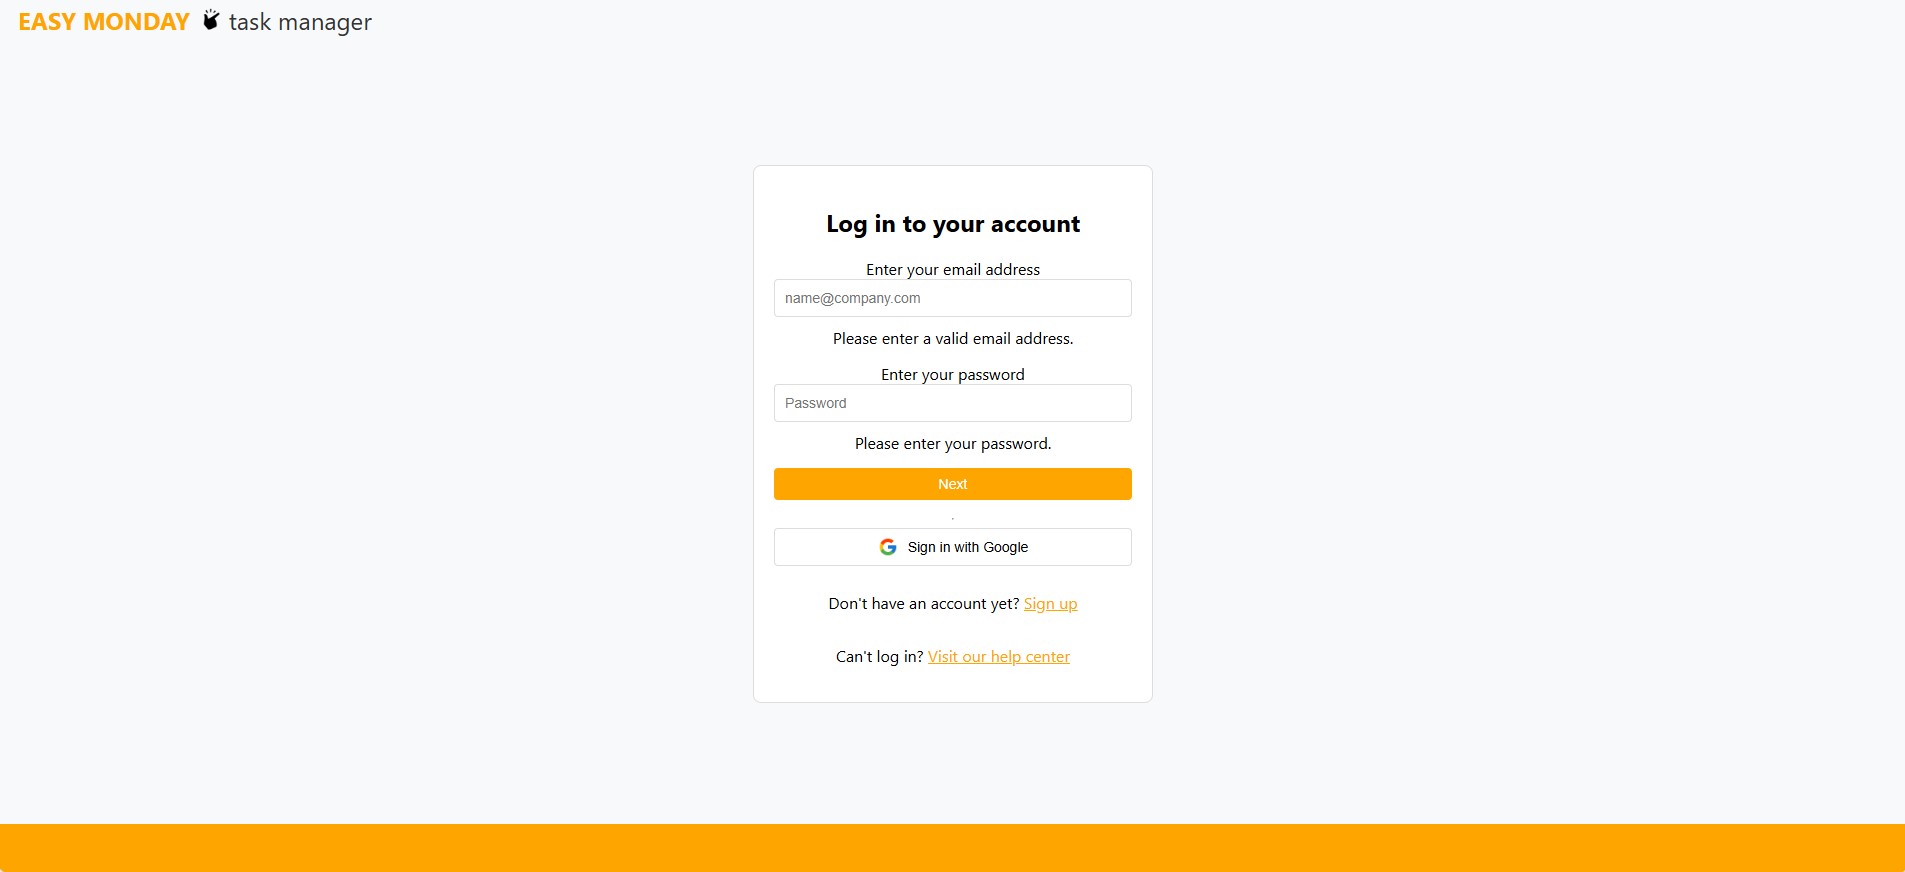 EASY MONDAY task manager
Log in to your account
Enter your email address
name@company.com
Please enter a valid email address.
Enter your password
Password
Please enter your password.
Next
.
Sign in with Google
Don't have an account yet? Sign up
Can't log in? Visit our help center